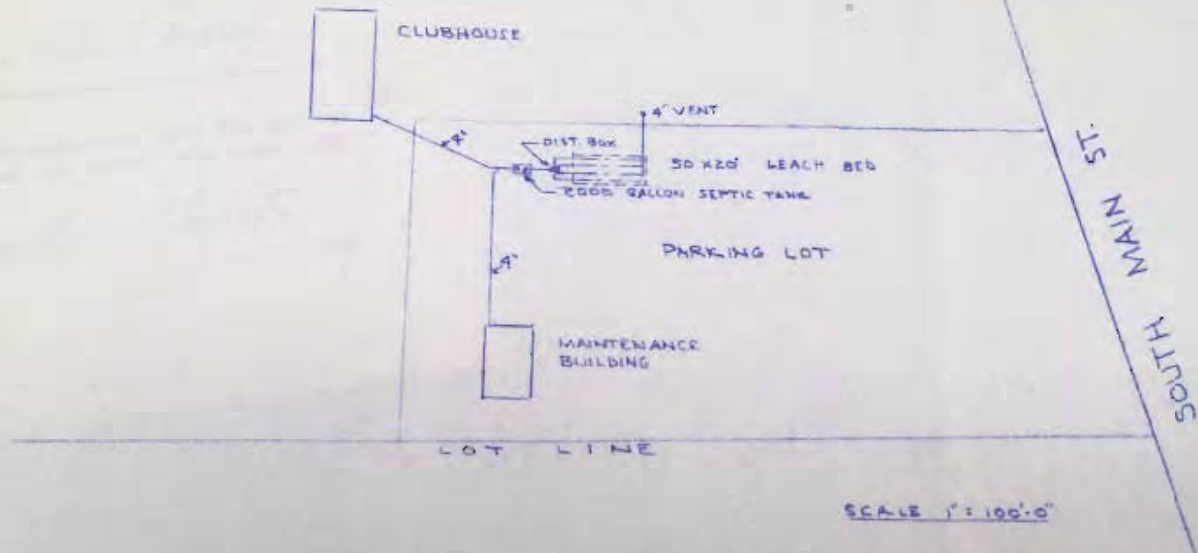 CLUBHOUSE
4" VENT
4"
DIST. BOX
50 X20' LEACH BED
2000 GALLON SEPTIC TANK
PARKING LOT
4"
MAINTENANCE
BUILDING
SOUTH MAIN ST.
LOT LINE
SCALE 1" = 100'-0"